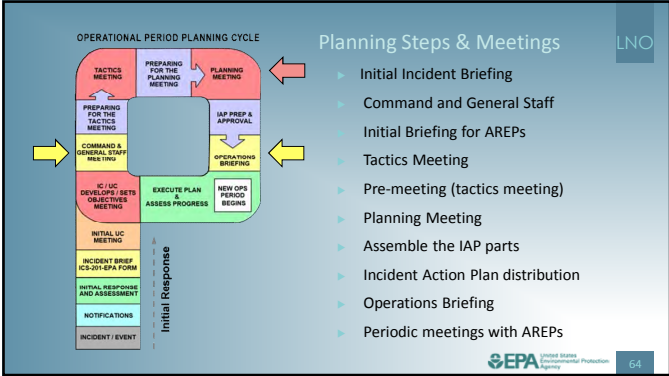 OPERATIONAL PERIOD PLANNING CYCLE
TACTICS
MEETING
PREPARING
FOR THE
PLANNING
MEETING
PLANNING
MEETING
PREPARING
FOR THE
TACTICS
MEETING
IAP PREP &
APPROVAL
COMMAND &
GENERAL STAFF
MEETING
OPERATIONS
BRIEFING
IC / UC
DEVELOPS / SETS
OBJECTIVES
MEETING
EXECUTE PLAN
&
ASSESS PROGRESS
NEW OPS
PERIOD
BEGINS
INITIAL UC
MEETING
INCIDENT BRIEF
ICS-201-EPA FORM
INITIAL RESPONSE
AND ASSESSMENT
NOTIFICATIONS
INCIDENT / EVENT
Initial Response
Planning Steps & Meetings
LNO
Initial Incident Briefing
Command and General Staff
Initial Briefing for AREPs
Tactics Meeting
Pre-meeting (tactics meeting)
Planning Meeting
Assemble the IAP parts
Incident Action Plan distribution
Operations Briefing
Periodic meetings with AREPs
EPA
United States
Environmental Protection
Agency
64